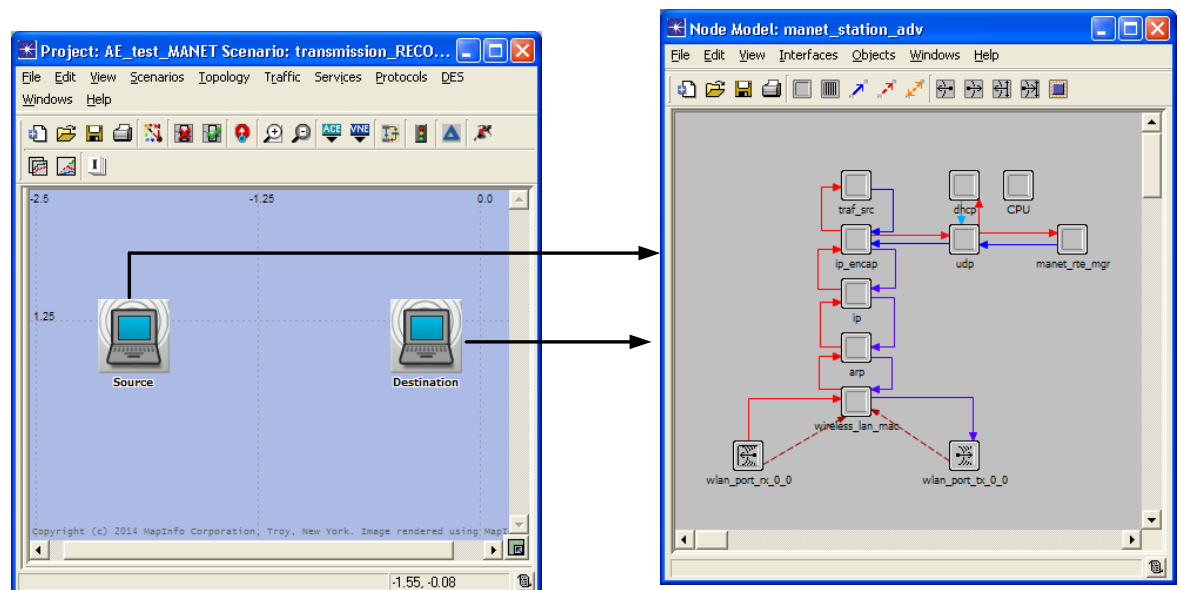 Project: AE_test_MANET Scenario: transmission_RECO...
File Edit View Scenarios Topology Traffic Services Protocols DES
Windows Help
ACE VNE
-2.5 -1.25 0.0
1.25
Source Destination
Copyright (c) 2014 MapInfo Corporation, Troy, New York. Image rendered using MapI
-1.55, -0.08
Node Model: manet_station_adv
File Edit View Interfaces Objects Windows Help
traf_src dhcp CPU
ip_encap udp manet_rte_mgr
ip
arp
wireless_lan_mac
wlan_port_rx_0_0 wlan_port_tx_0_0